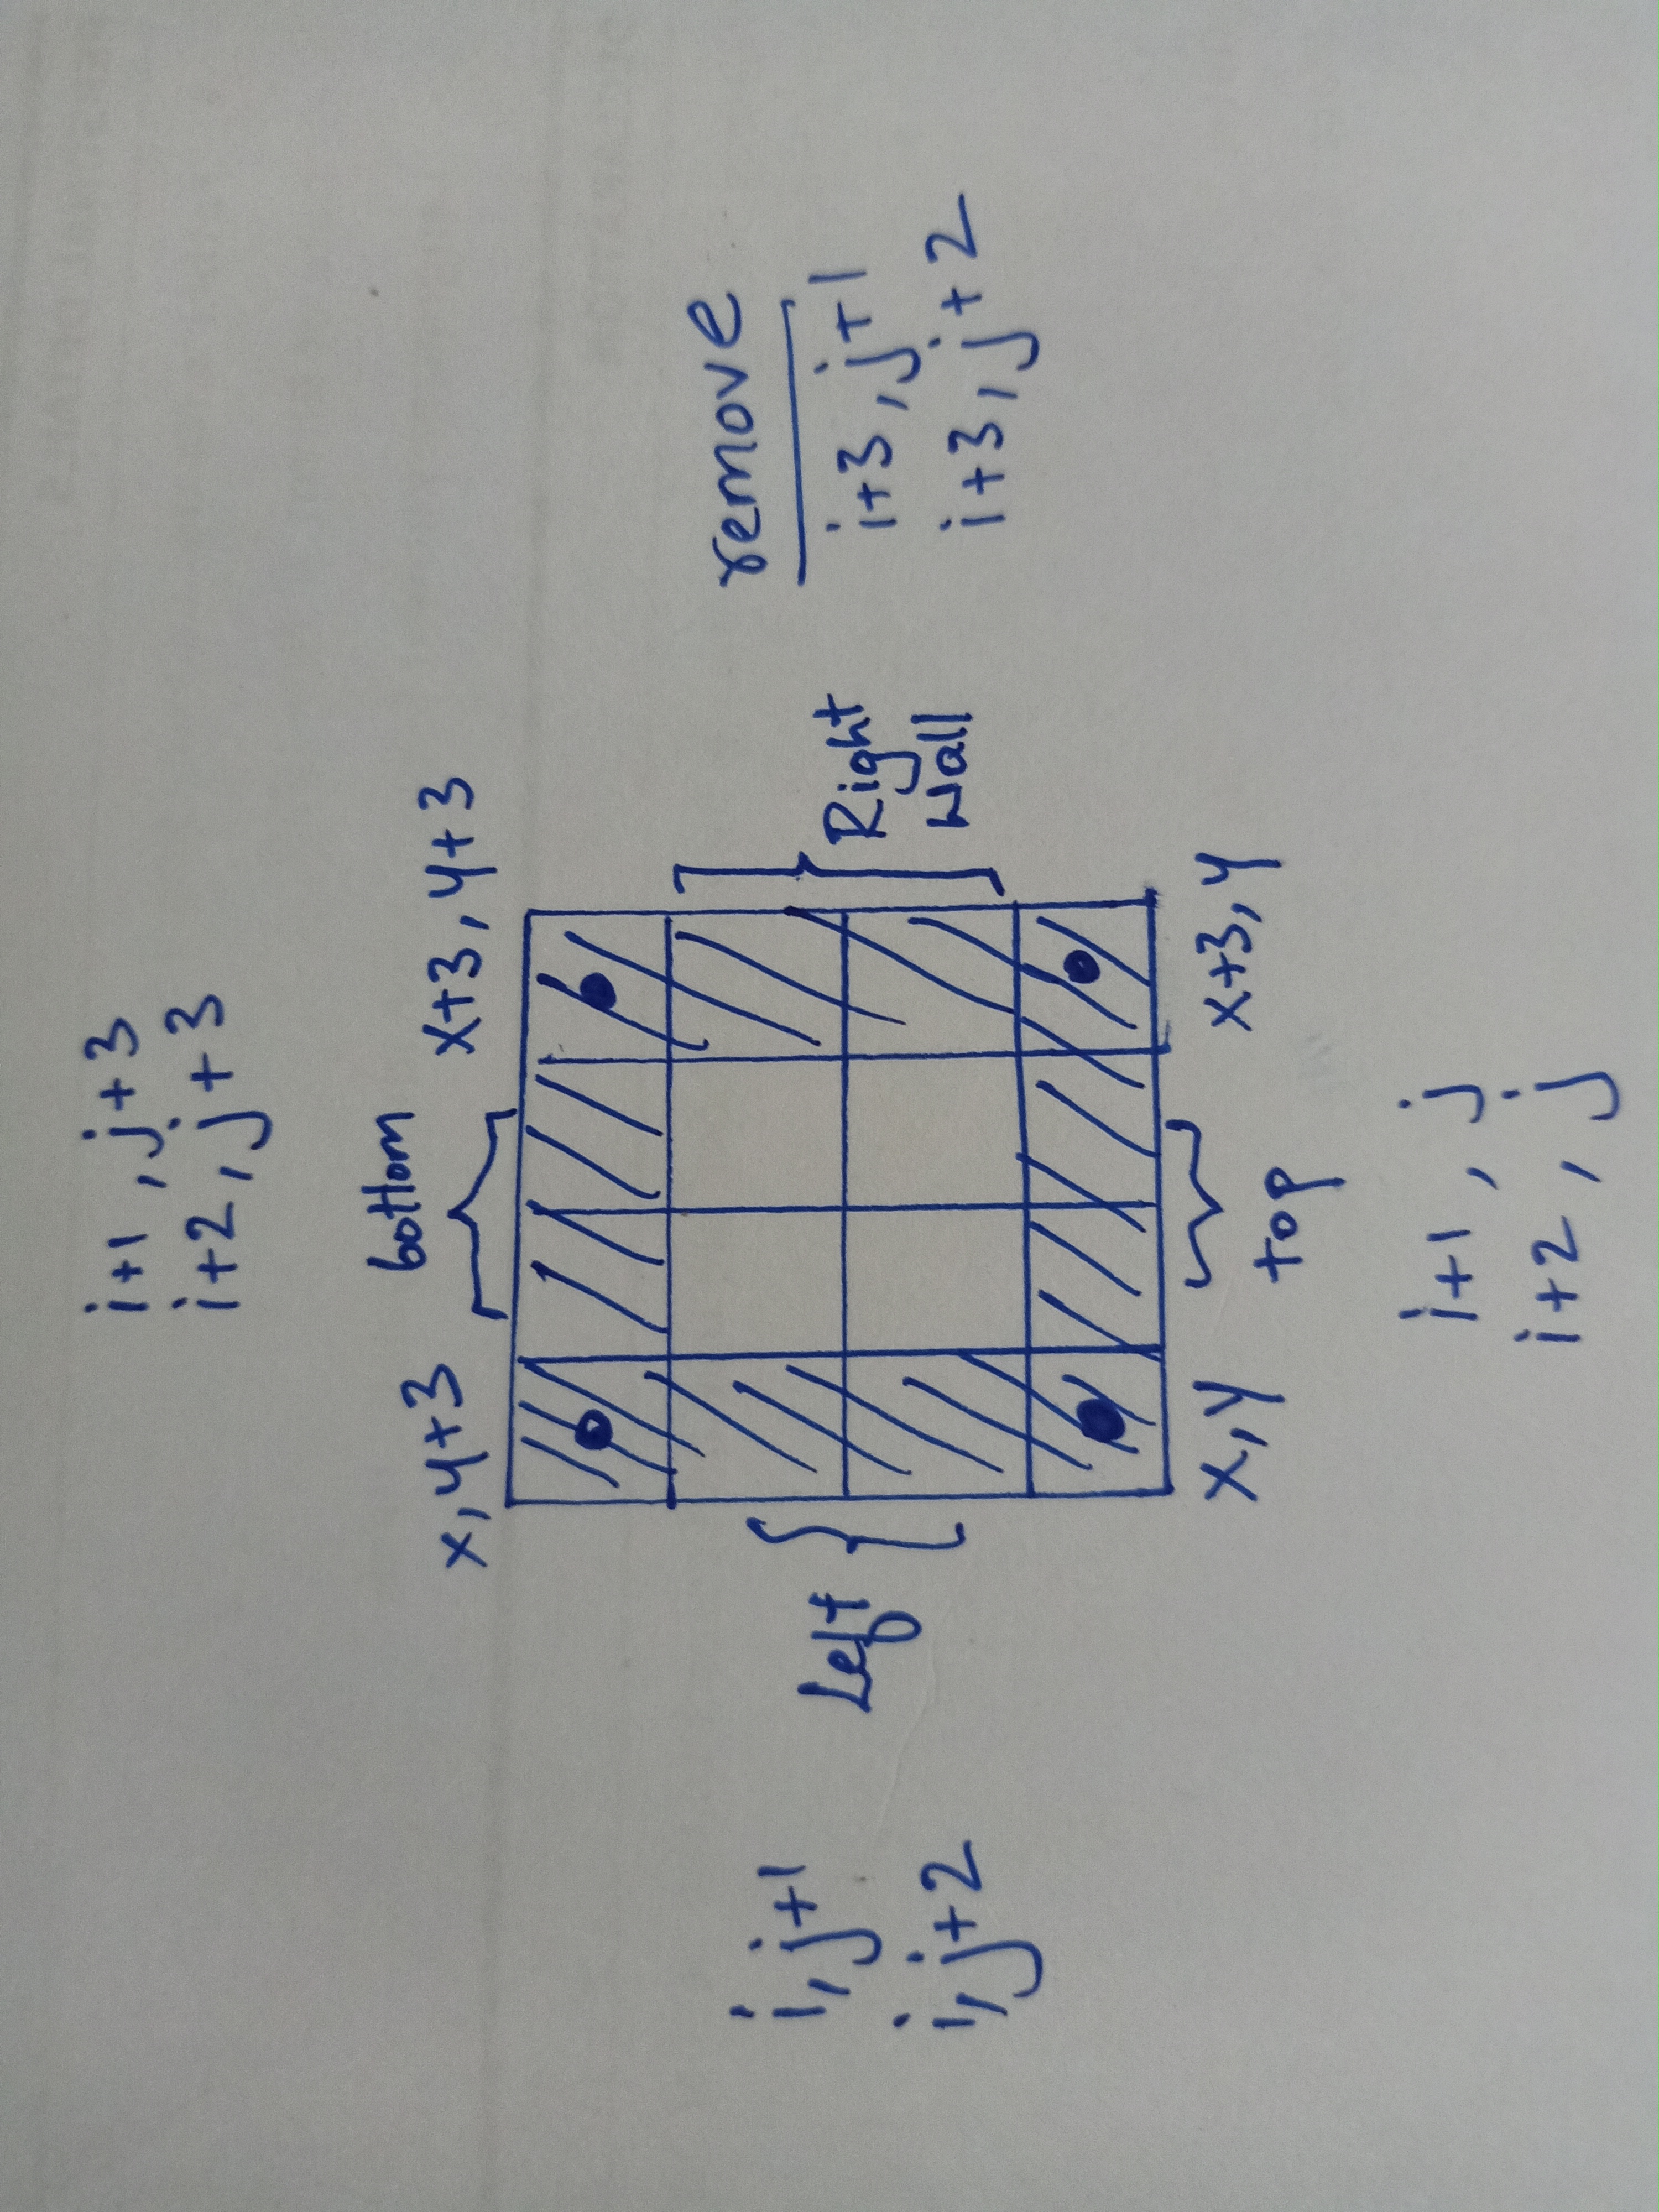 i+1 , j+3
i+2 , j+3
bottom
x, y+3
x+3, y+3
i, j+1
i, j+2
Left
Right
Wall
remove
i+3, j+1
i+3, j+2
x, y
x+3, y
top
i+1 , j
i+2 , j